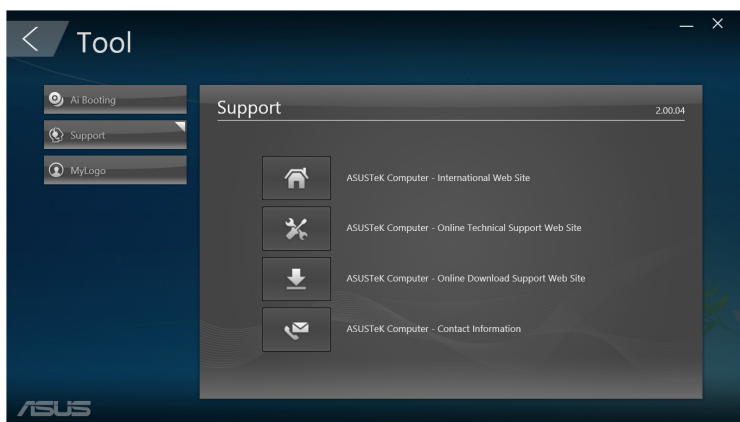 Tool
Ai Booting
Support
MyLogo
Support
2.00.04
ASUSTeK Computer - International Web Site
ASUSTeK Computer - Online Technical Support Web Site
ASUSTeK Computer - Online Download Support Web Site
ASUSTeK Computer - Contact Information
ASUS